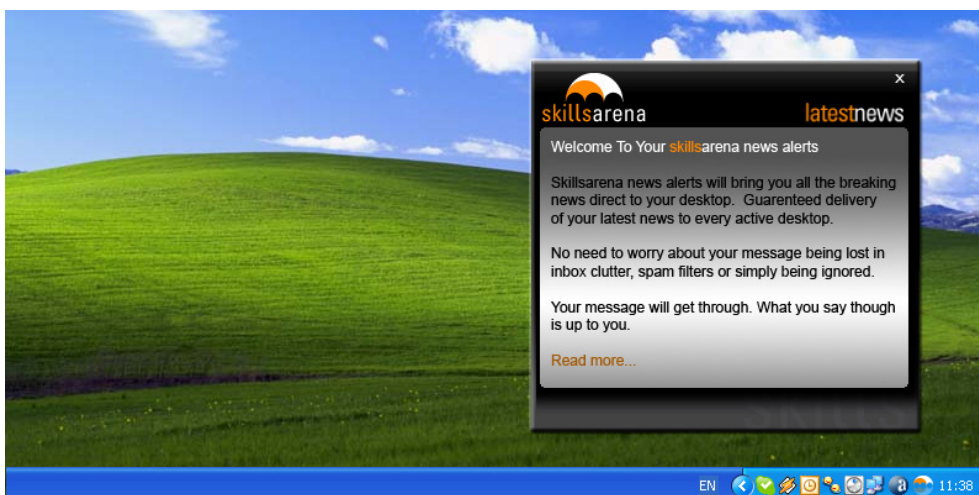 x
skillsarena
latestnews
Welcome To Your skillsarena news alerts
Skillsarena news alerts will bring you all the breaking
news direct to your desktop. Guarenteed delivery
of your latest news to every active desktop.
No need to worry about your message being lost in
inbox clutter, spam filters or simply being ignored.
Your message will get through. What you say though
is up to you.
Read more...
SKILLS
EN
a
11:38